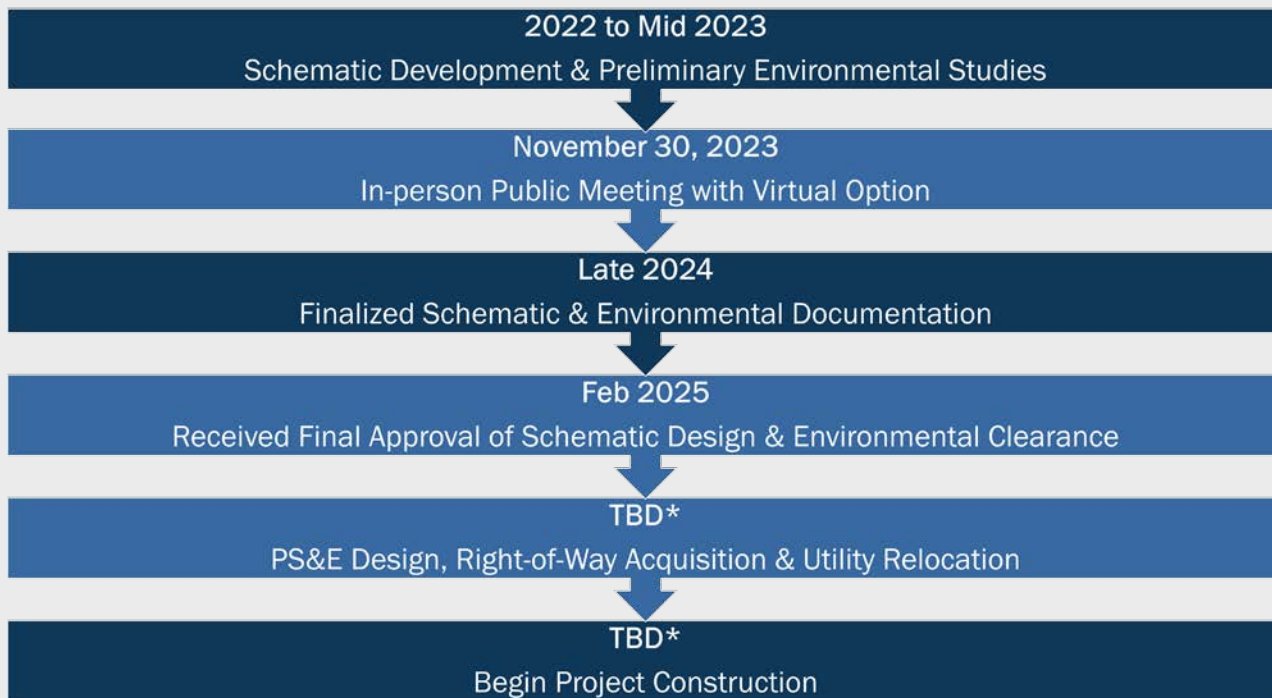 2022 to Mid 2023
Schematic Development & Preliminary Environmental Studies
November 30, 2023
In-person Public Meeting with Virtual Option
Late 2024
Finalized Schematic & Environmental Documentation
Feb 2025
Received Final Approval of Schematic Design & Environmental Clearance
TBD*
PS&E Design, Right-of-Way Acquisition & Utility Relocation
TBD*
Begin Project Construction